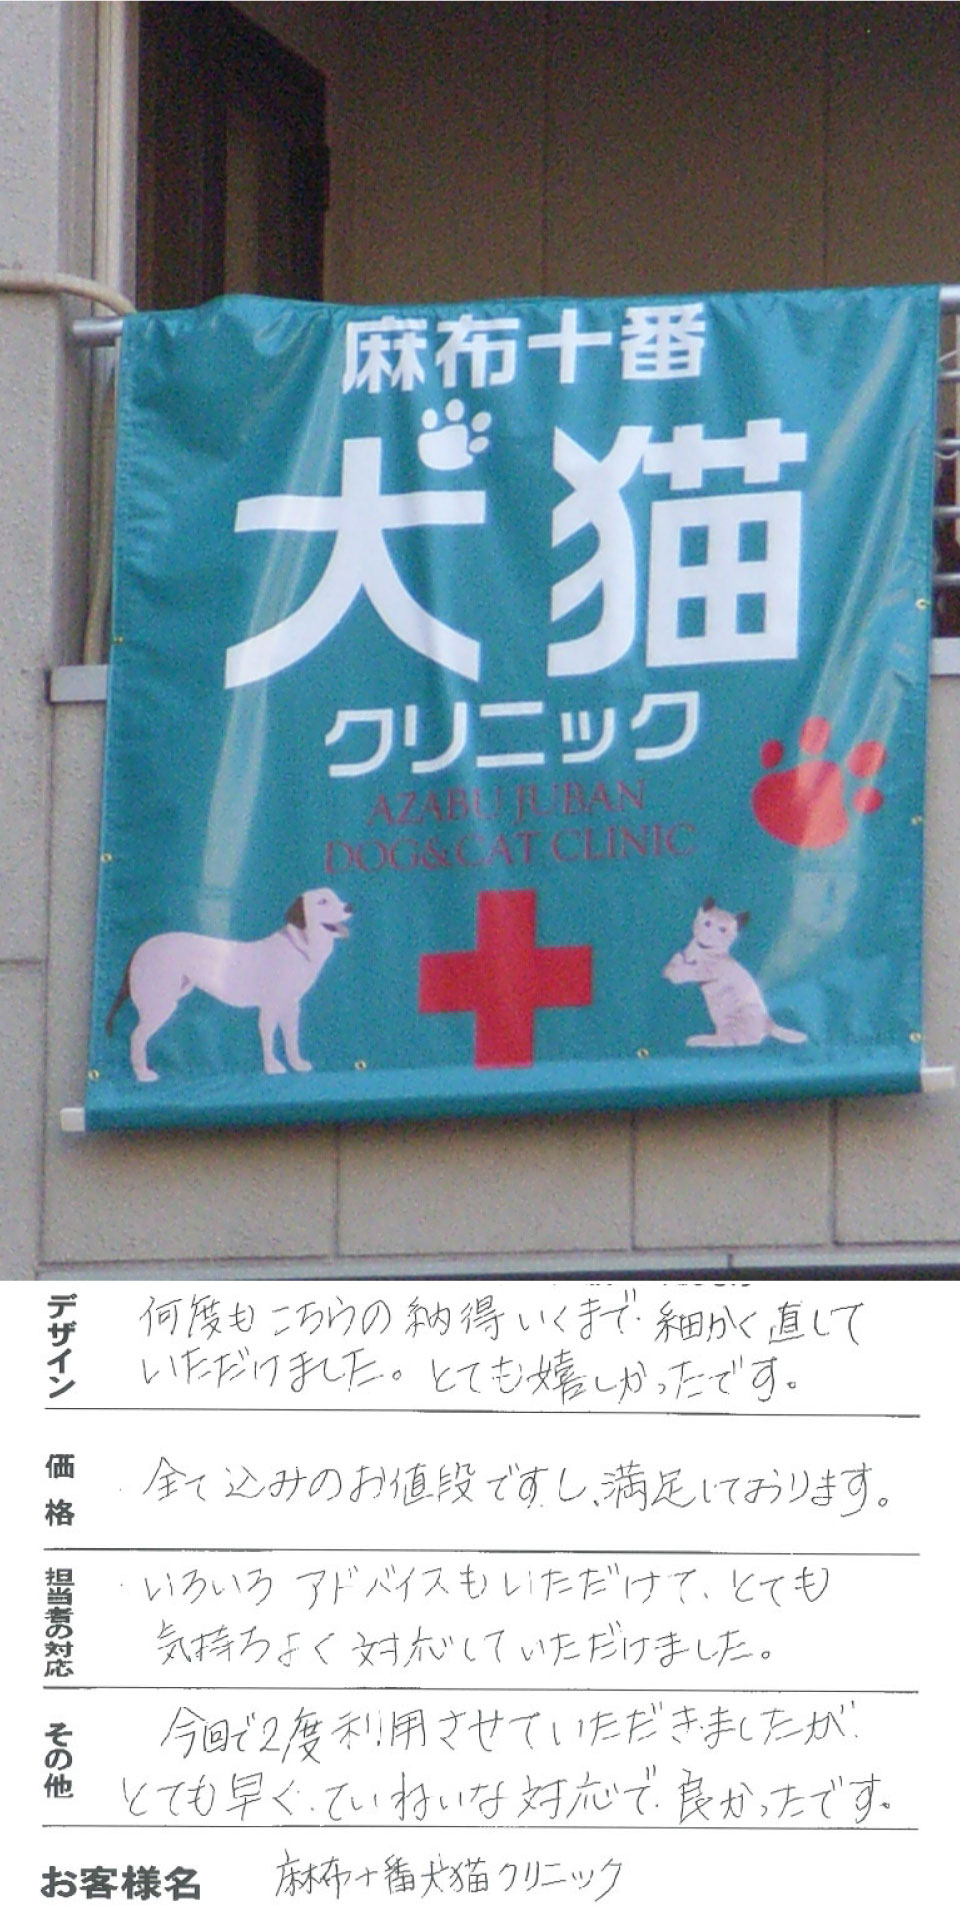 麻布十番
犬猫
クリニック
AZABU JUBAN
DOG&CAT CLINIC
デザイン
何度もこちらの納得いくまで、細かく直して
いただけました。とても嬉しかったです。
価格
全て込みのお値段ですし、満足しております。
担当者の対応
いろいろアドバイスもいただけて、とても
気持ちよく対応していただけました。
その他
今回で2度利用させていただきましたが、
とても早く、ていねいな対応で、良かったです。
お客様名
麻布十番犬猫クリニック